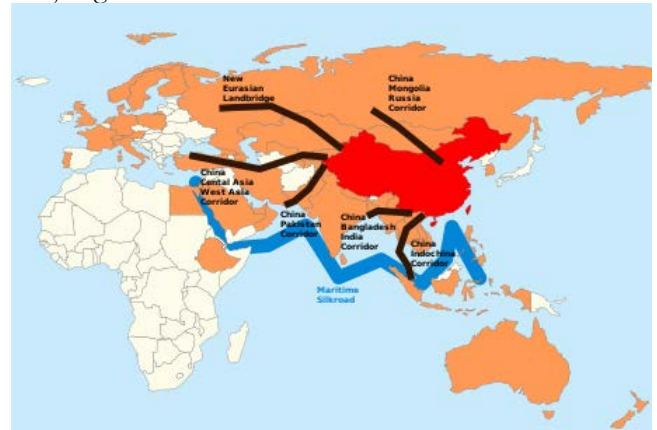 New
Eurasian
Landbridge
China
Mongolia
Russia
Corridor
China
Cental Asia
West Asia
Corridor
China
Pakistan
Corridor
China
Bangladesh
India
Corridor
China
Indochina
Corridor
Maritima
Silkroad